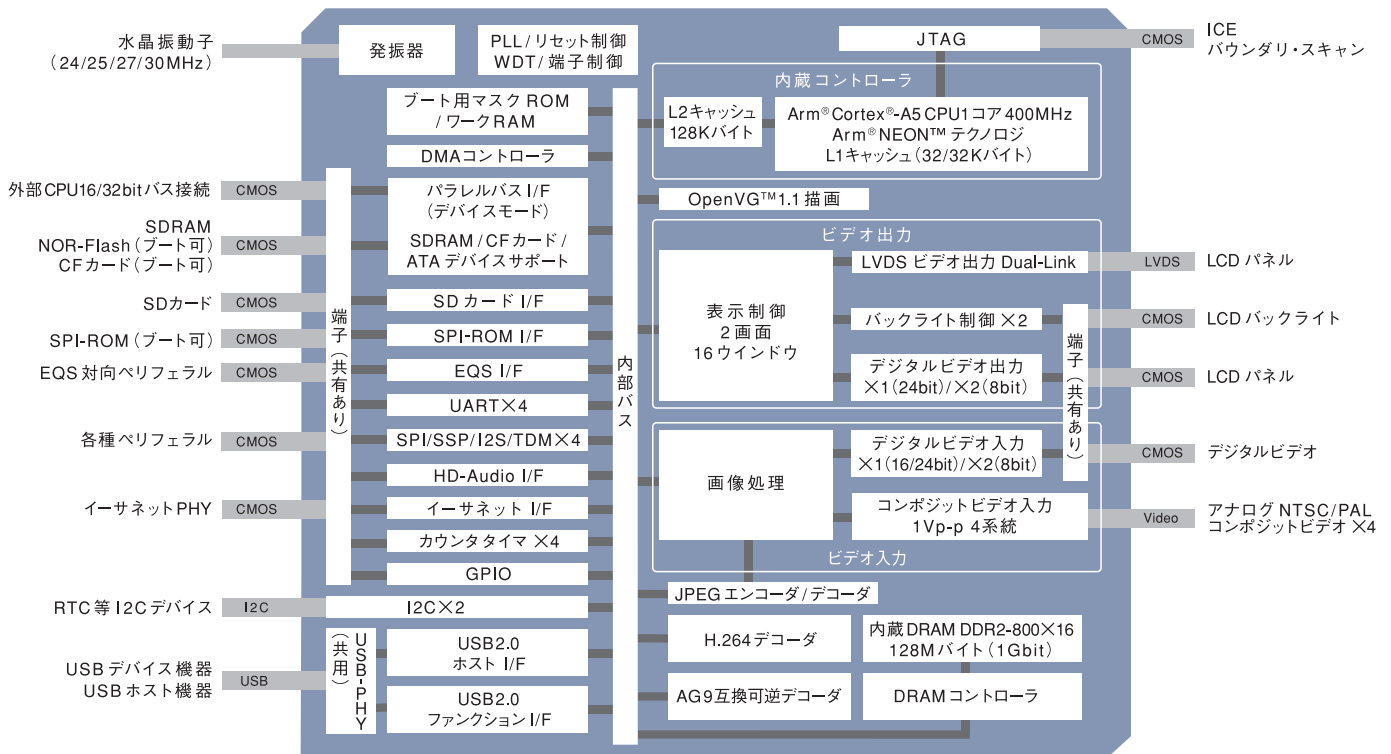 水晶振動子
(24/25/27/30MHz)
発振器
PLL/リセット制御
WDT/端子制御
JTAG
CMOS
ICE
バウンダリ・スキャン
内蔵コントローラ
ブート用マスクROM
/ワークRAM
L2キャッシュ
128Kバイト
Arm®Cortex®-A5 CPU1コア400MHz
Arm®NEON™テクノロジ
L1キャッシュ(32/32Kバイト)
DMAコントローラ
外部CPU16/32bitバス接続
CMOS
パラレルバスI/F
(デバイスモード)
OpenVG™1.1描画
SDRAM
NOR-Flash(ブート可)
CFカード(ブート可)
CMOS
SDRAM/CFカード/
ATAデバイスサポート
ビデオ出力
LVDSビデオ出力 Dual-Link
LVDS
LCDパネル
SDカード
CMOS
SDカード I/F
表示制御
2画面
16ウインドウ
バックライト制御×2
CMOS
LCDバックライト
SPI-ROM(ブート可)
CMOS
SPI-ROM I/F
端子(共有あり)
内部バス
端子(共有あり)
EQS対向ペリフェラル
CMOS
EQS I/F
デジタルビデオ出力
×1(24bit)/×2(8bit)
CMOS
LCDパネル
UART×4
各種ペリフェラル
CMOS
SPI/SSP/I2S/TDM×4
デジタルビデオ入力
×1(16/24bit)/×2(8bit)
CMOS
デジタルビデオ
HD-Audio I/F
画像処理
イーサネットPHY
CMOS
イーサネット I/F
コンポジットビデオ入力
1Vp-p 4系統
Video
アナログNTSC/PAL
コンポジットビデオ×4
カウンタタイマ×4
ビデオ入力
GPIO
JPEGエンコーダ/デコーダ
RTC等I2Cデバイス
I2C
I2C×2
H.264デコーダ
内蔵DRAM DDR2-800×16
128Mバイト(1Gbit)
USB-PHY
(共用)
USB2.0
ホスト I/F
USBデバイス機器
USBホスト機器
USB
USB2.0
ファンクションI/F
AG9互換可逆デコーダ
DRAMコントローラ